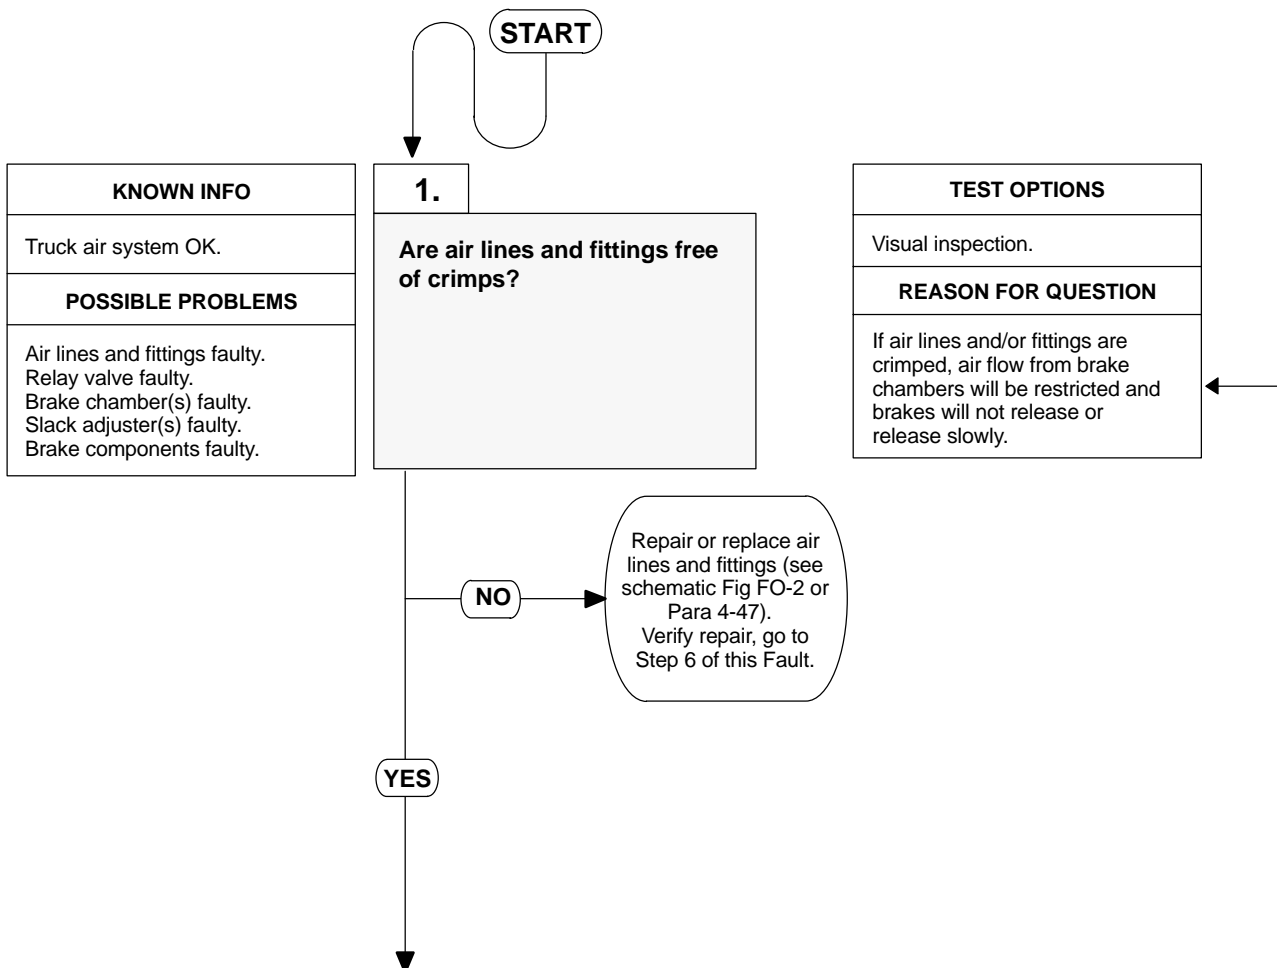 START
KNOWN INFO
Truck air system OK.
POSSIBLE PROBLEMS
Air lines and fittings faulty.
Relay valve faulty.
Brake chamber(s) faulty.
Slack adjuster(s) faulty.
Brake components faulty.
1.
Are air lines and fittings free
of crimps?
TEST OPTIONS
Visual inspection.
REASON FOR QUESTION
If air lines and/or fittings are
crimped, air flow from brake
chambers will be restricted and
brakes will not release or
release slowly.
NO
Repair or replace air
lines and fittings (see
schematic Fig FO-2 or
Para 4-47).
Verify repair, go to
Step 6 of this Fault.
YES